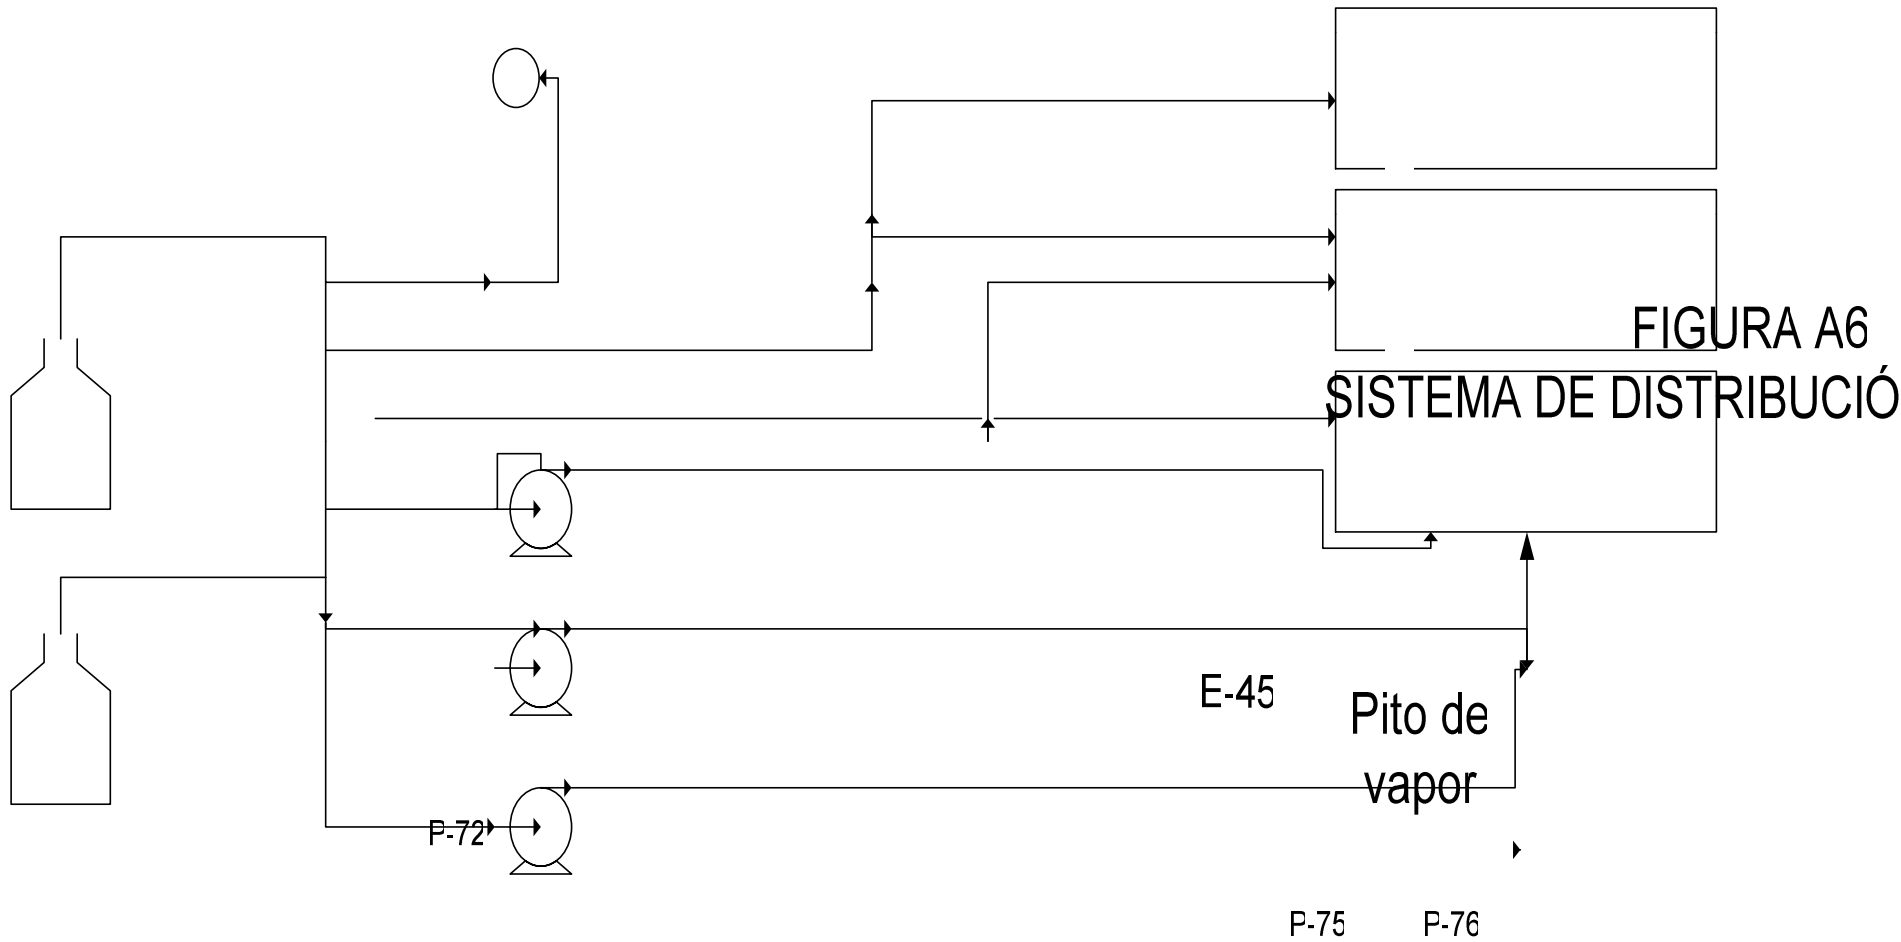 FIGURA A6
SISTEMA DE DISTRIBUCIÓ
E-45
Pito de
vapor
P-72
P-75
P-76